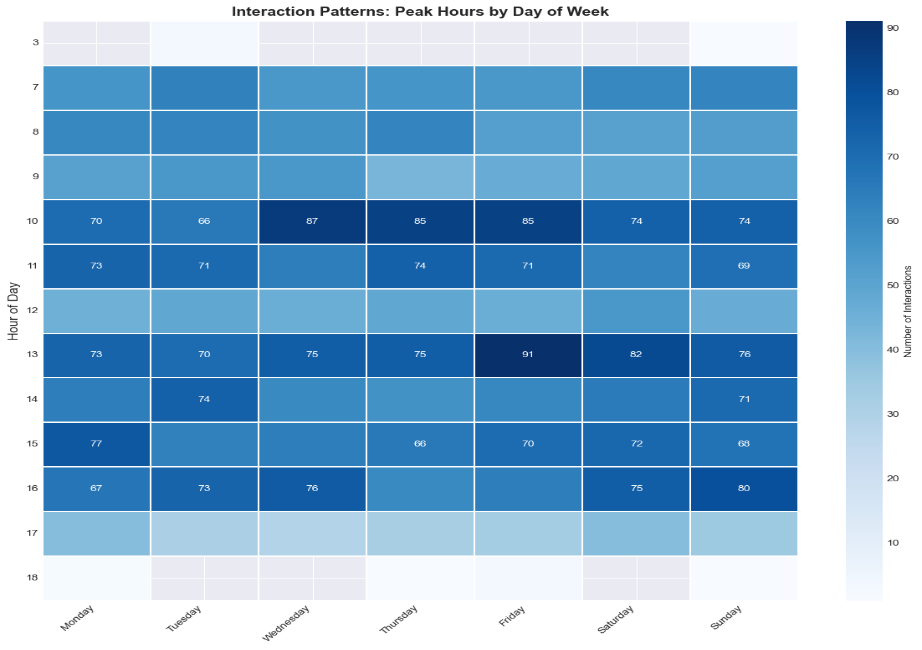 Interaction Patterns: Peak Hours by Day of Week
90
3
7
80
8
70
9
10 70 66 87 85 85 74 74
60
11 73 71 74 71 69
50
12
13 73 70 75 75 91 82 76
40
14 74 71
30
15 77 66 70 72 68
16 67 73 76 75 80
20
17
10
18
Hour of Day
Number of Interactions
Monday Tuesday Wednesday Thursday Friday Saturday Sunday